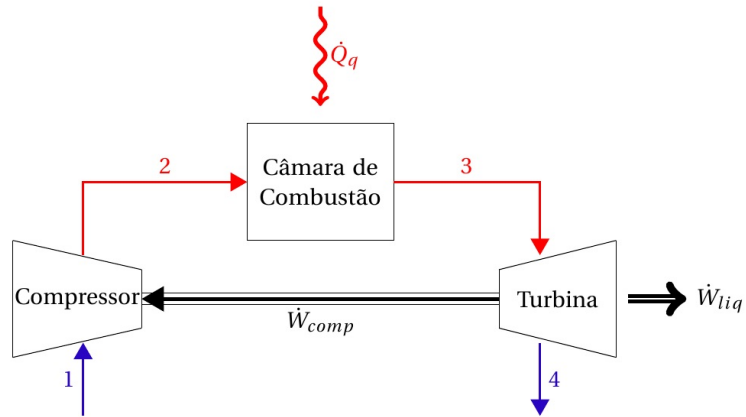 Q̇q
2
Câmara de
Combustão
3
Compressor
Ẇcomp
Turbina
Ẇliq
1
4